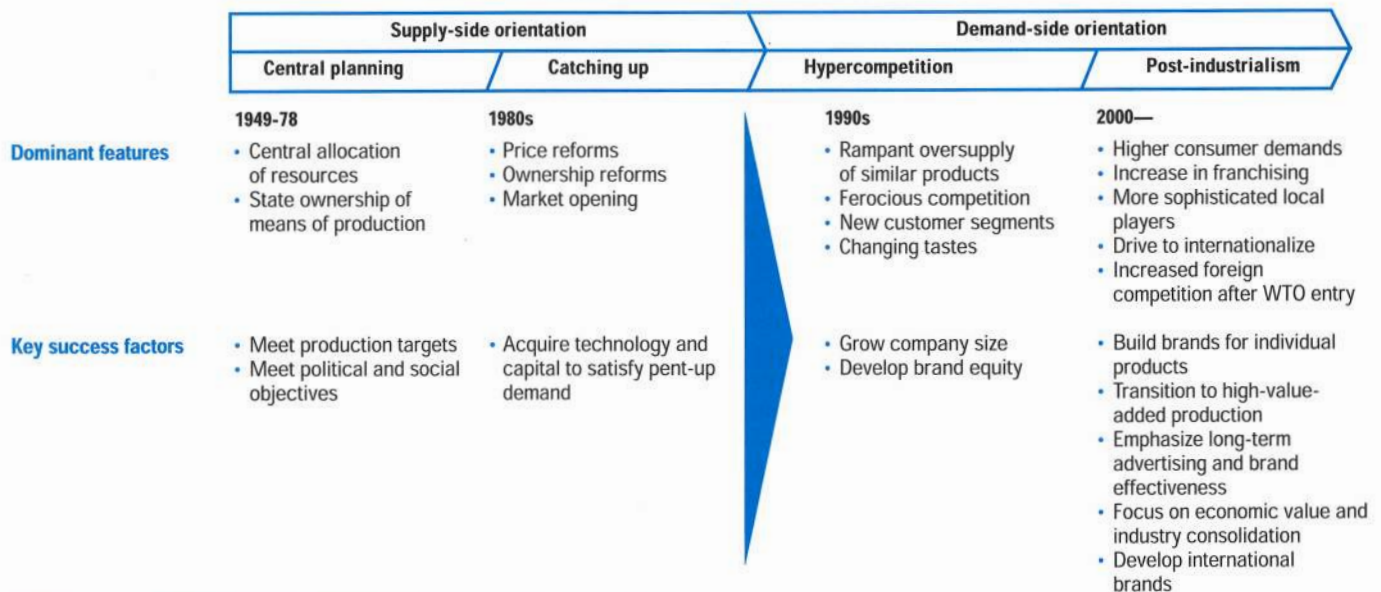 Supply-side orientation
Demand-side orientation
Central planning
Catching up
Hypercompetition
Post-industrialism
1949-78
1980s
1990s
2000—
Dominant features
• Central allocation
of resources
• State ownership of
means of production
• Price reforms
• Ownership reforms
• Market opening
• Rampant oversupply
of similar products
• Ferocious competition
• New customer segments
• Changing tastes
• Higher consumer demands
• Increase in franchising
• More sophisticated local
players
• Drive to internationalize
• Increased foreign
competition after WTO entry
Key success factors
• Meet production targets
• Meet political and social
objectives
• Acquire technology and
capital to satisfy pent-up
demand
• Grow company size
• Develop brand equity
• Build brands for individual
products
• Transition to high-value-
added production
• Emphasize long-term
advertising and brand
effectiveness
• Focus on economic value and
industry consolidation
• Develop international
brands